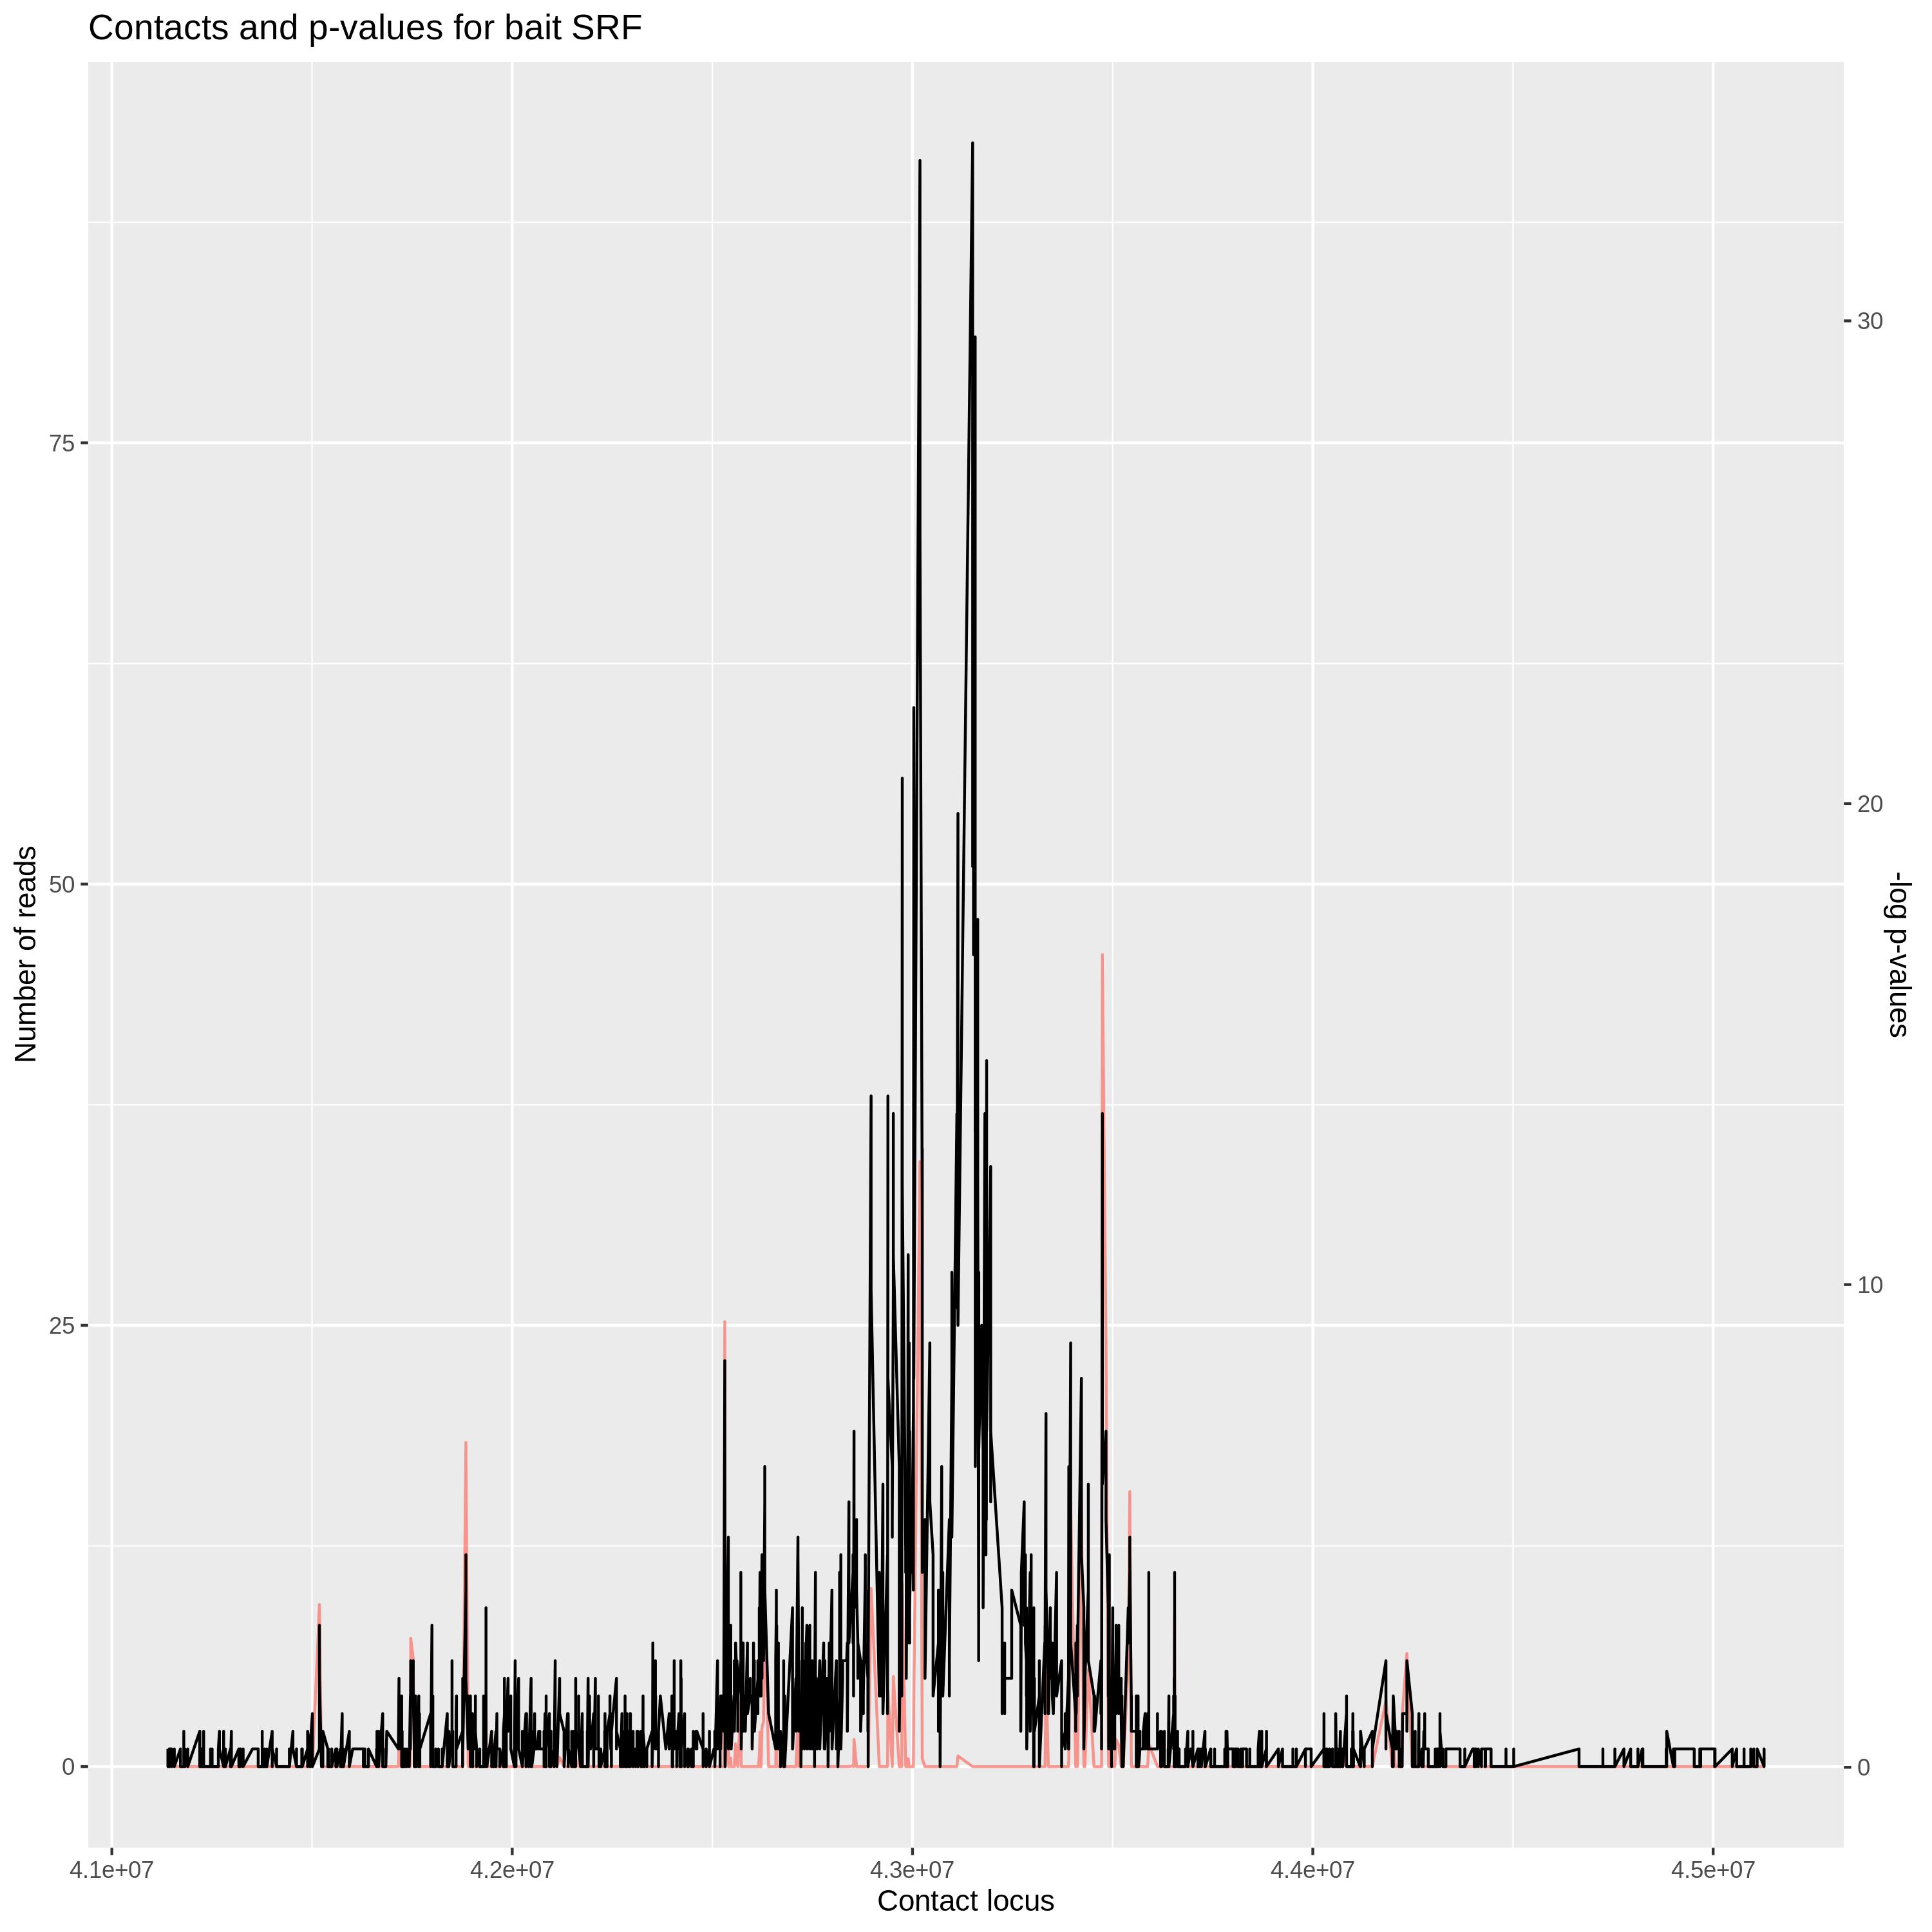 Contacts and p-values for bait SRF
Number of reads
75
50
25
0
-log p-values
30
20
10
0
4.1e+07
4.2e+07
4.3e+07
4.4e+07
4.5e+07
Contact locus